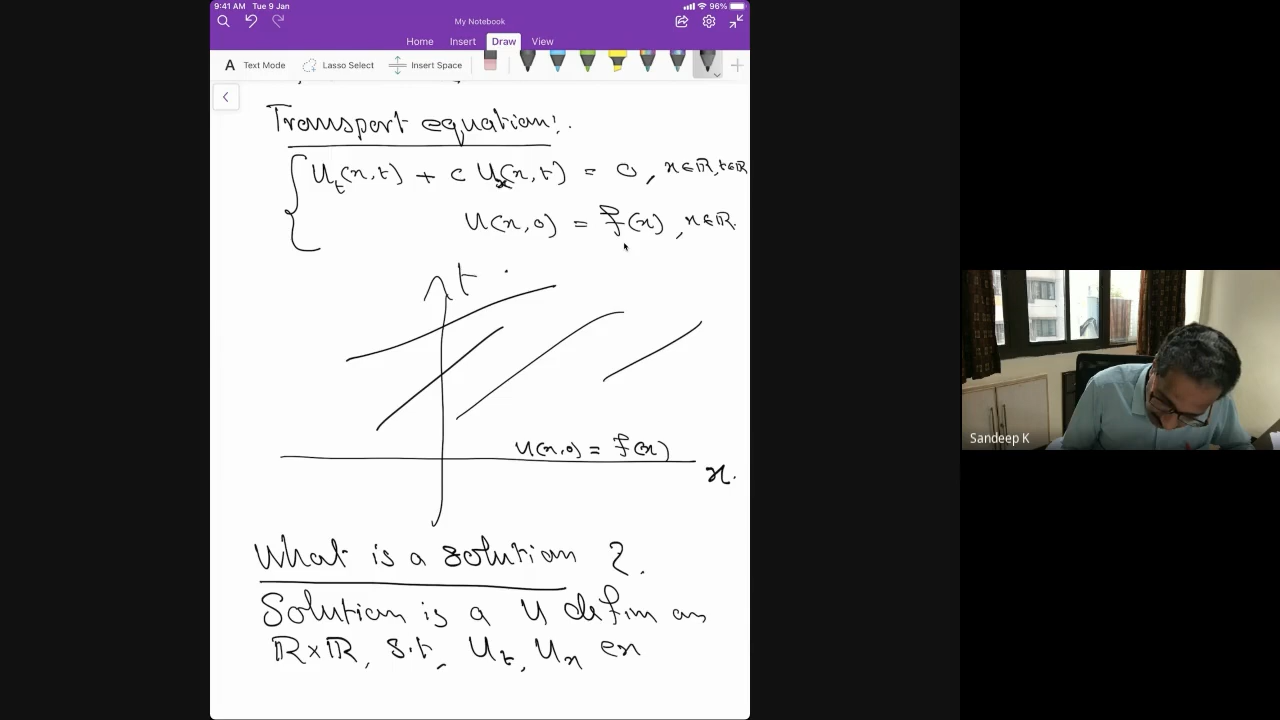 9:41 AM Tue 9 Jan
96%
My Notebook
Home Insert Draw View
A Text Mode Lasso Select Insert Space
Transport equation:
U_t(x,t) + c U_x(x,t) = 0, x∈ℝ, t∈ℝ
U(x,0) = f(x), x∈ℝ.
t
U(x,0) = f(x)
x.
What is a solution ?
Solution is a U defin on
ℝ×ℝ, s.t, U_t, U_x ex
Sandeep K